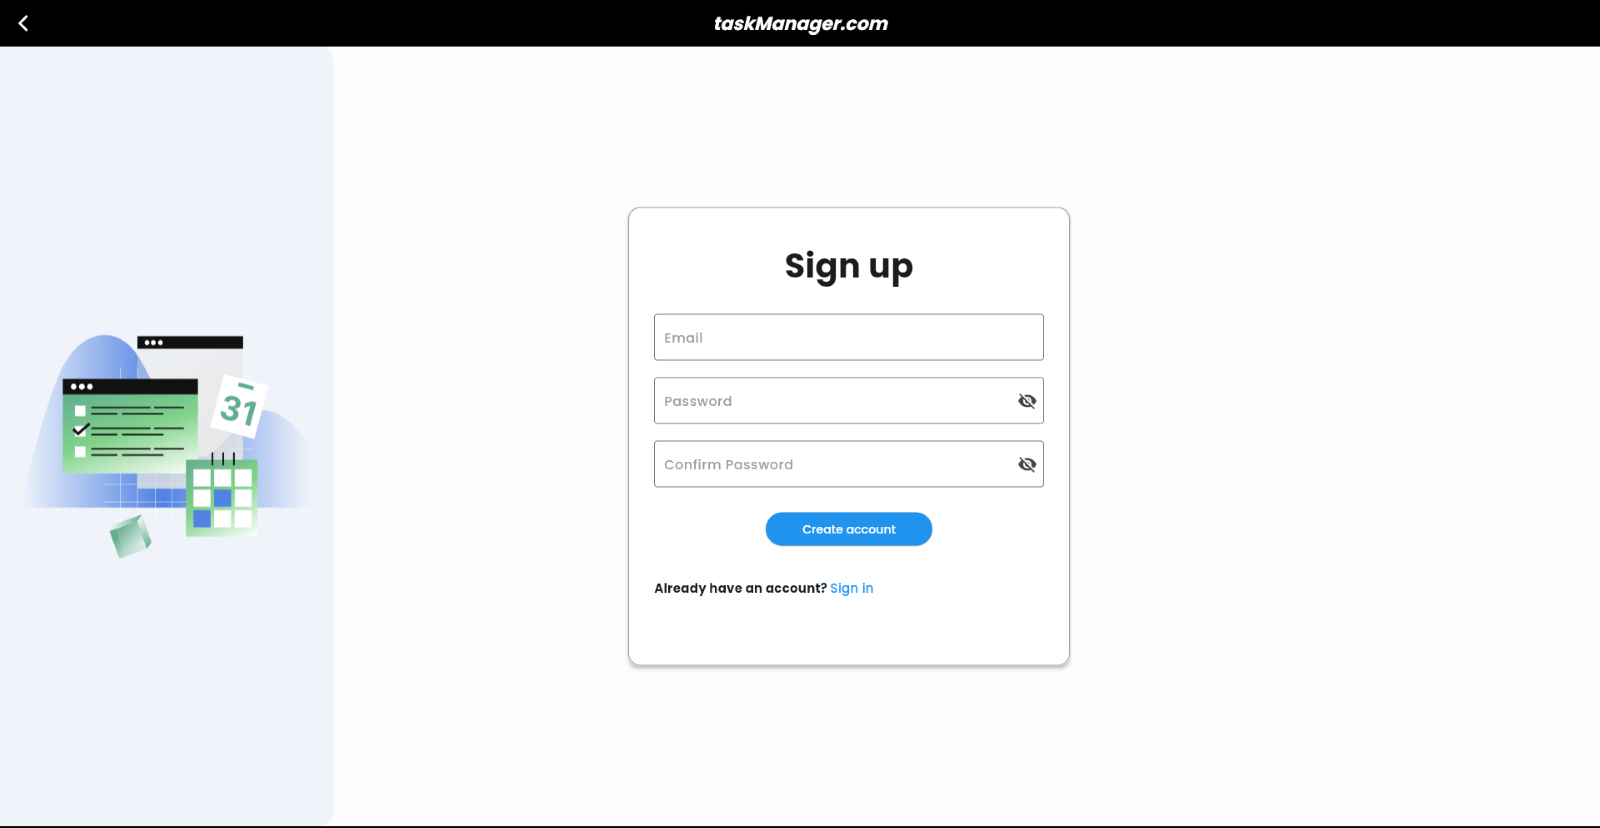 taskManager.com
31
Sign up
Email
Password
Confirm Password
Create account
Already have an account? Sign in